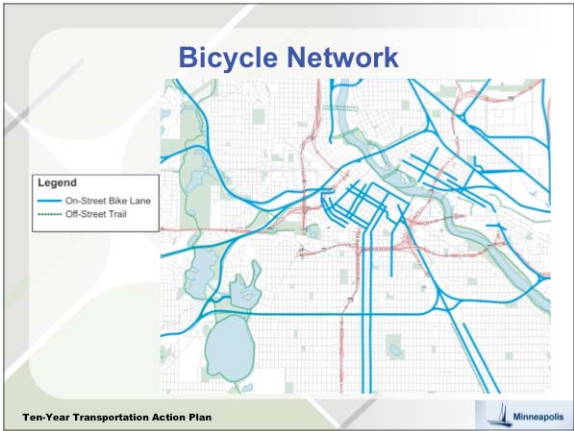 Bicycle Network
Legend
On-Street Bike Lane
Off-Street Trail
Ten-Year Transportation Action Plan
Minneapolis